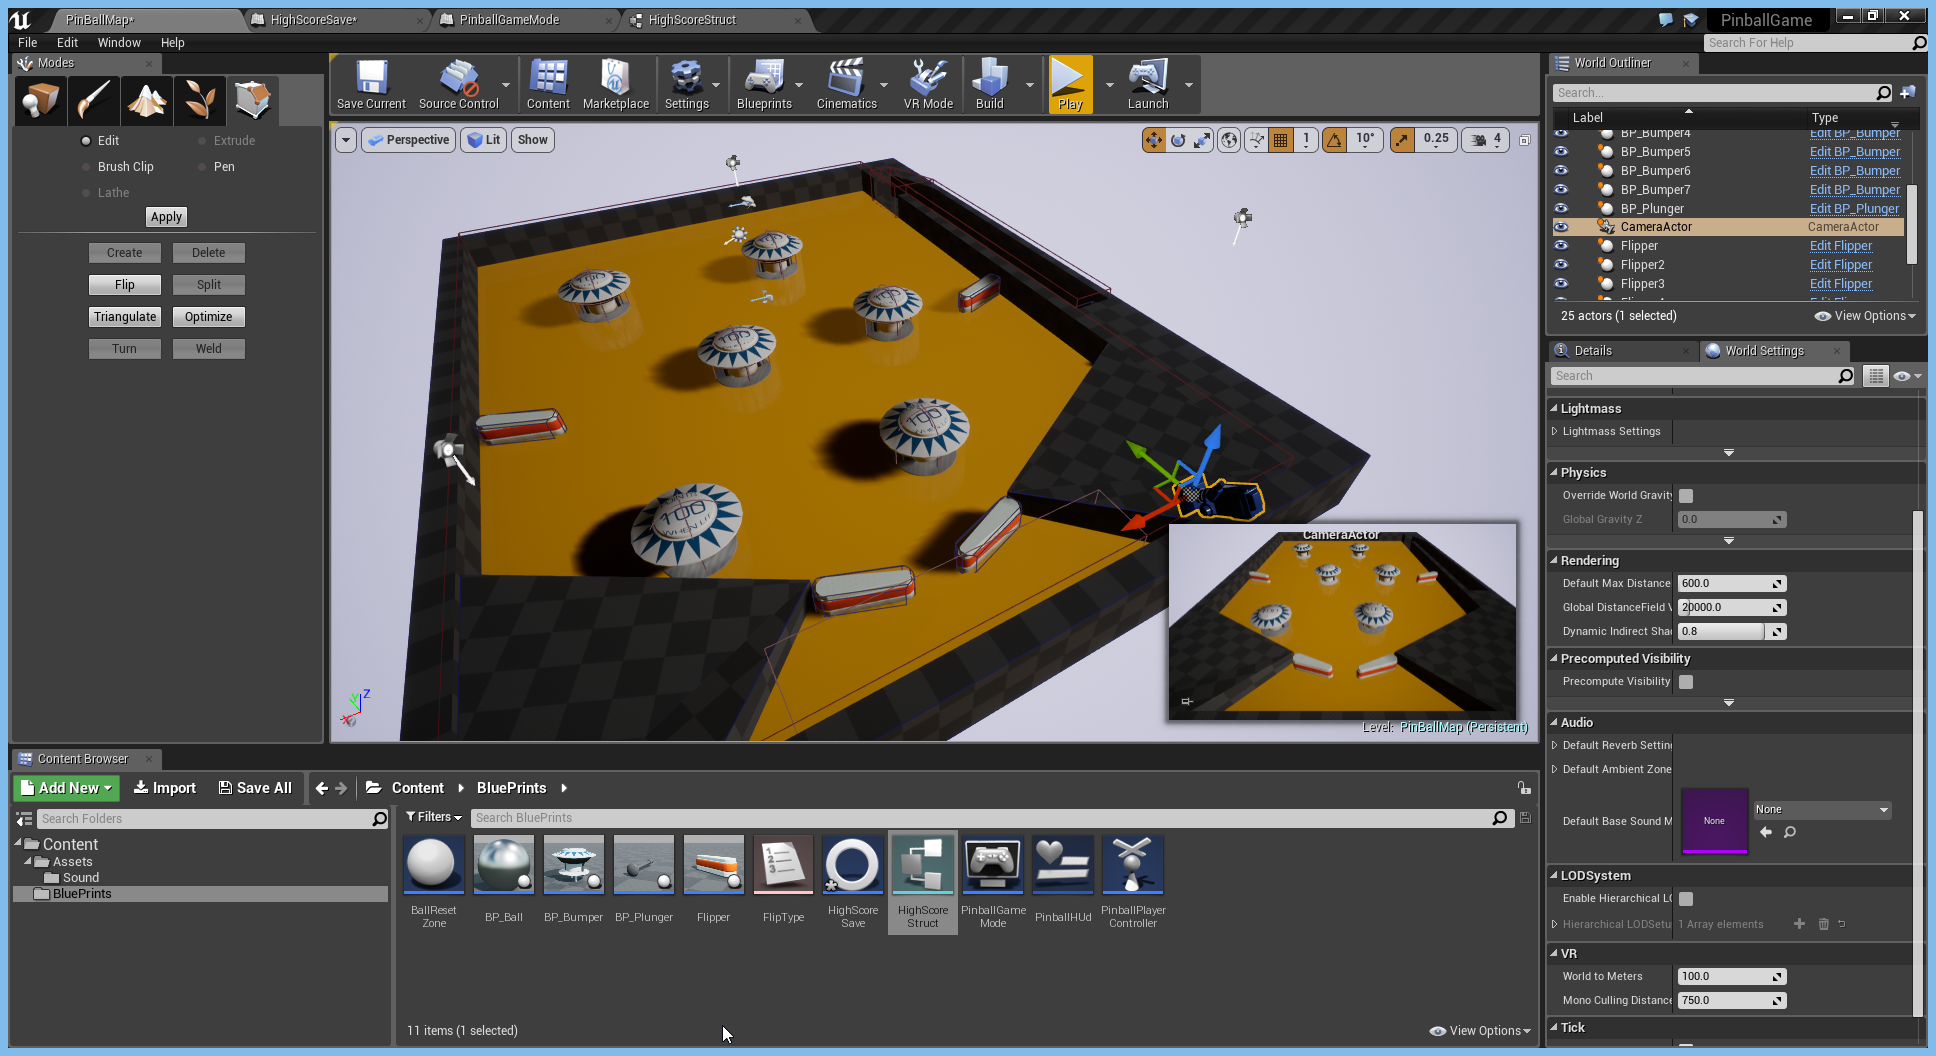 PinBallMap*
HighScoreSave*
PinballGameMode
HighScoreStruct
PinballGame
File Edit Window Help
Search For Help
Modes
Edit
Extrude
Brush Clip
Pen
Lathe
Apply
Create
Delete
Flip
Split
Triangulate
Optimize
Turn
Weld
Save Current
Source Control
Content
Marketplace
Settings
Blueprints
Cinematics
VR Mode
Build
Play
Launch
Perspective
Lit
Show
1
10°
0.25
4
100
100
100
100
CameraActor
Z
Level: PinBallMap (Persistent)
World Outliner
Search...
Label Type
BP_Bumper4 Edit BP_Bumper
BP_Bumper5 Edit BP_Bumper
BP_Bumper6 Edit BP_Bumper
BP_Bumper7 Edit BP_Bumper
BP_Plunger Edit BP_Plunger
CameraActor CameraActor
Flipper Edit Flipper
Flipper2 Edit Flipper
Flipper3 Edit Flipper
25 actors (1 selected)
View Options
Details
World Settings
Search
Lightmass
Lightmass Settings
Physics
Override World Gravity
Global Gravity Z 0.0
Rendering
Default Max Distance 600.0
Global DistanceField V 20000.0
Dynamic Indirect Sha 0.8
Precomputed Visibility
Precompute Visibility
Audio
Default Reverb Settin
Default Ambient Zone
Default Base Sound M
None
None
LODSystem
Enable Hierarchical LO
Hierarchical LODSetu 1 Array elements
VR
World to Meters 100.0
Mono Culling Distance 750.0
Tick
Content Browser
Add New
Import
Save All
Content
BluePrints
Search Folders
Filters
Search BluePrints
Content
Assets
Sound
BluePrints
BallReset
Zone
BP_Ball
BP_Bumper
BP_Plunger
Flipper
1
2
3
FlipType
HighScore
Save
HighScore
Struct
PinballGame
Mode
PinballHUd
PinballPlayer
Controller
11 items (1 selected)
View Options